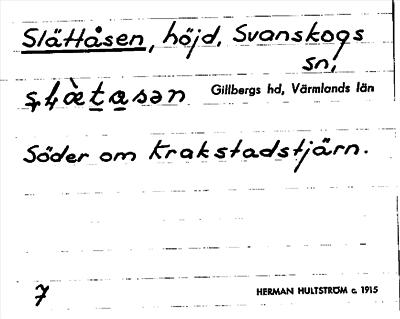 Slättåsen, höjd, Svanskogs
sn,
Gillbergs hd, Värmlands län
Söder om Krakstadstjärn.
7
HERMAN HULTSTRÖM c. 1915